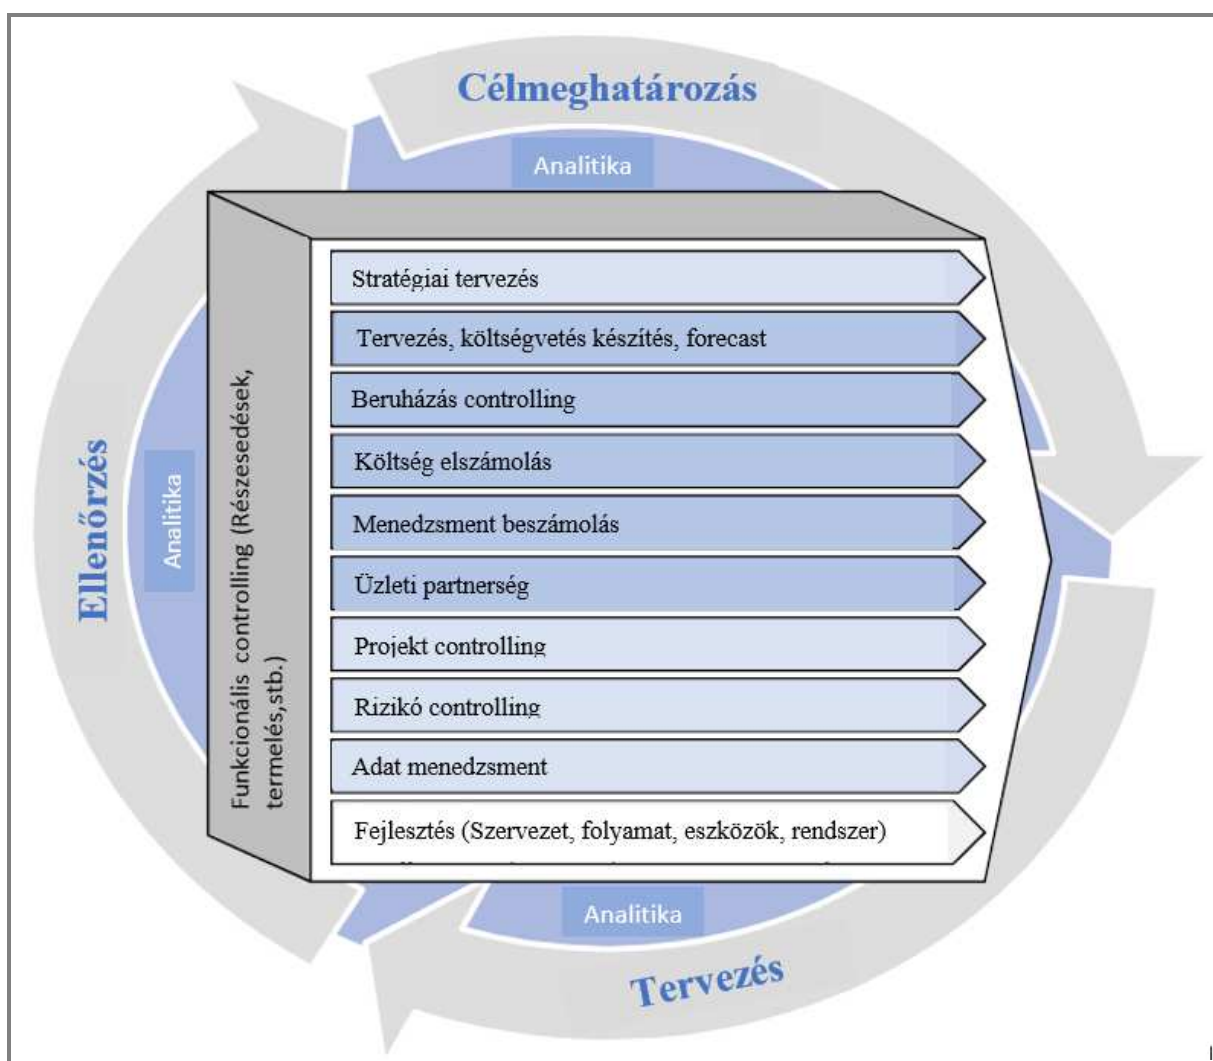 Célmeghatározás
Analitika
Stratégiai tervezés
Tervezés, költségvetés készítés, forecast
Beruházás controlling
Költség elszámolás
Menedzsment beszámolás
Üzleti partnerség
Projekt controlling
Rizikó controlling
Adat menedzsment
Fejlesztés (Szervezet, folyamat, eszközök, rendszer)
Funkcionális controlling (Részesedések,
termelés,stb.)
Analitika
Ellenőrzés
Analitika
Tervezés